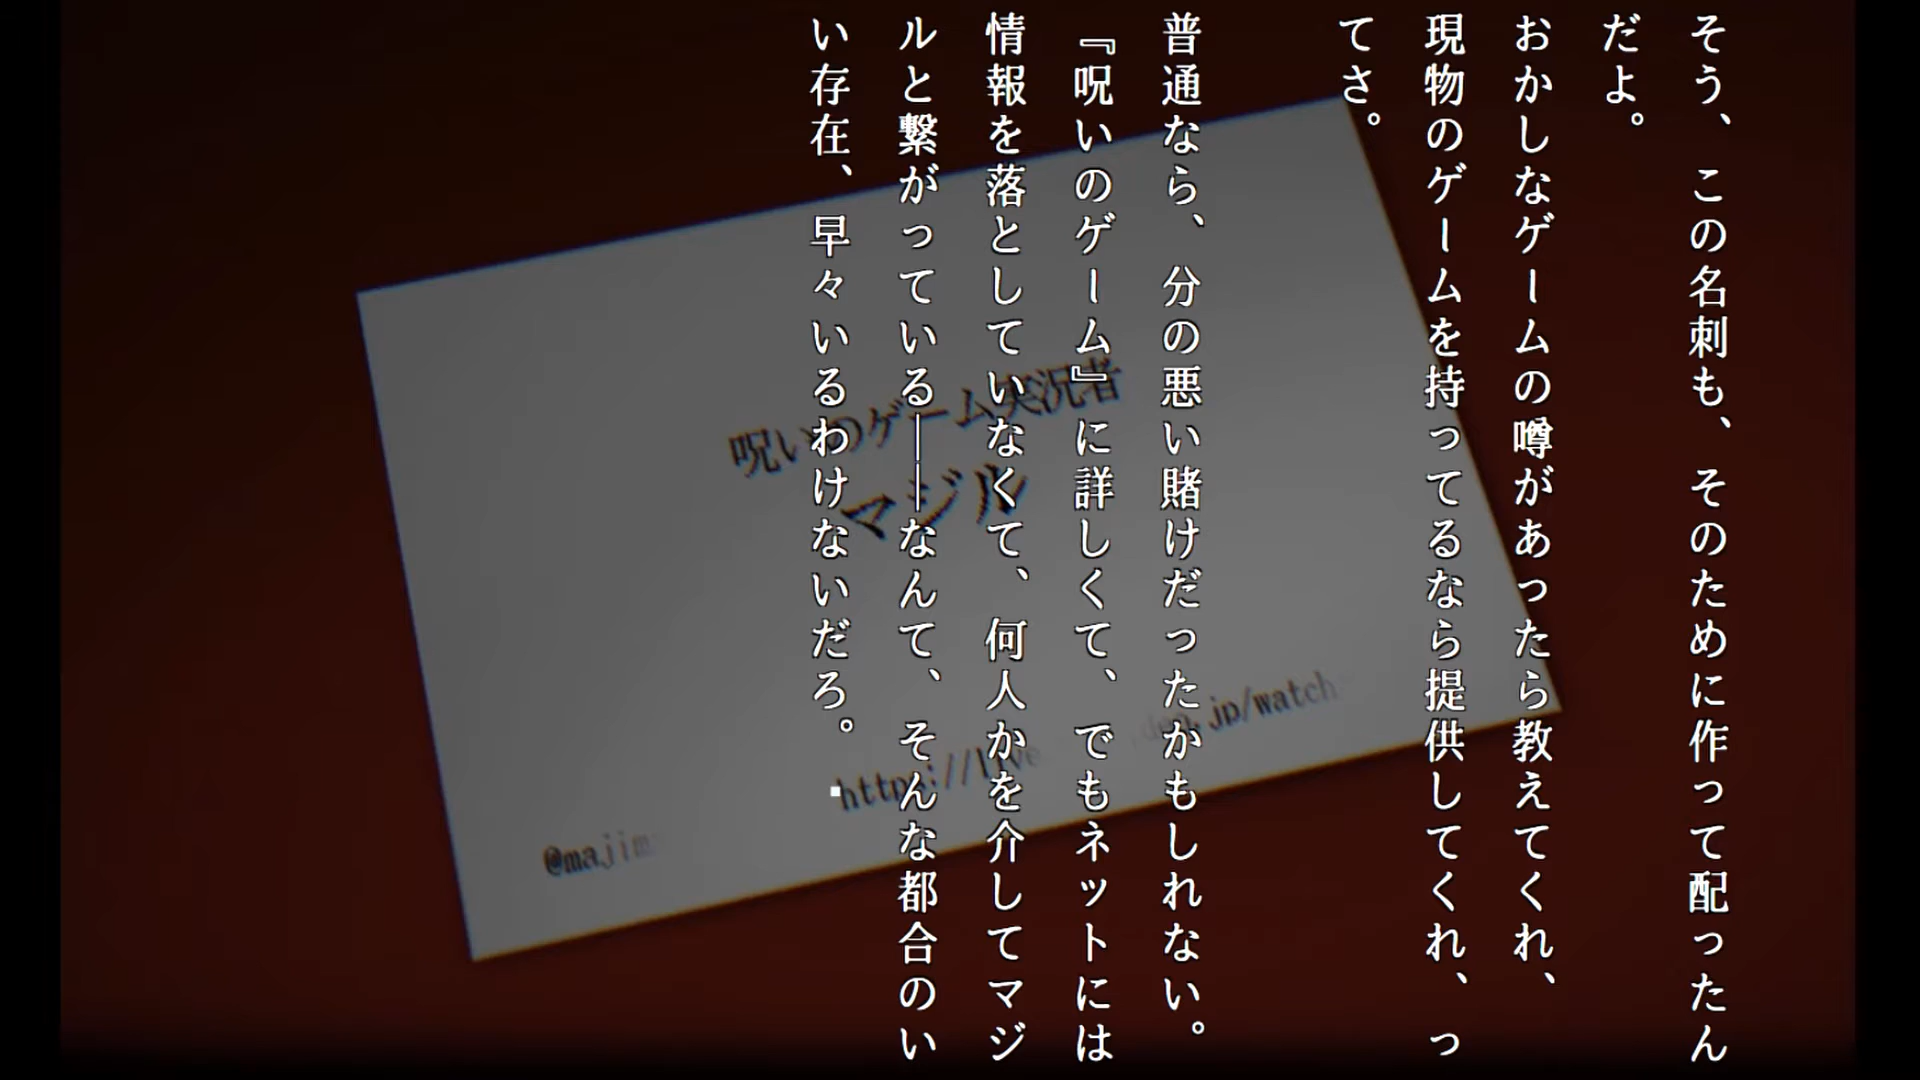 そう、この名刺も、そのために作って配ったん
だよ。
おかしなゲームの噂があったら教えてくれ、
現物のゲームを持ってるなら提供してくれ、っ
てさ。
普通なら、分の悪い賭けだったかもしれない。
『呪いのゲーム』に詳しくて、でもネットには
情報を落としていなくて、何人かを介してマジ
ルと繋がっている――なんて、そんな都合のい
い存在、早々いるわけないだろ。
呪いのゲーム実況者
マジル
https://live
.jp/watch
@majim